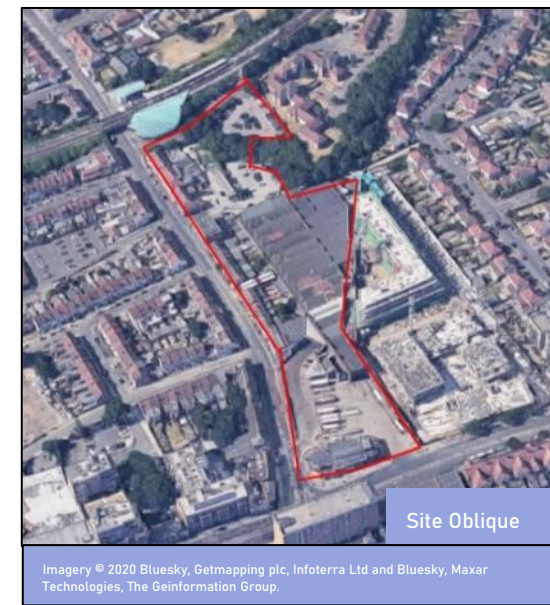 Site Oblique
Imagery © 2020 Bluesky, Getmapping plc, Infoterra Ltd and Bluesky, Maxar
Technologies, The Geinformation Group.